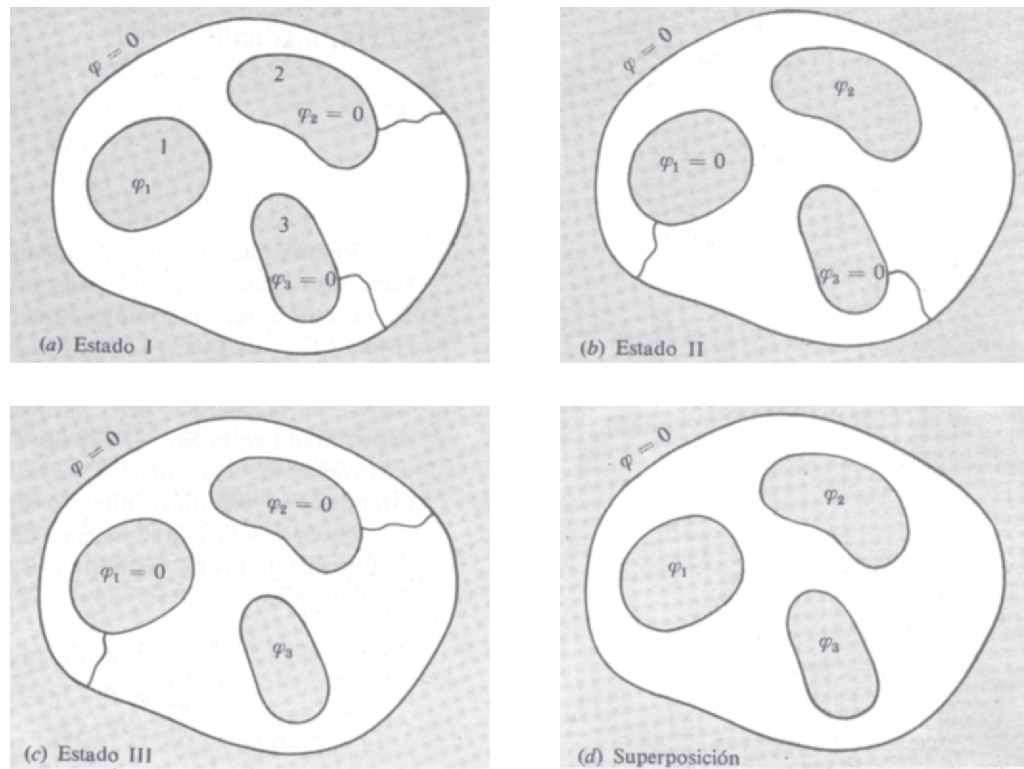 φ = 0
2
φ₂ = 0
1
φ₁
3
φ₃ = 0
(a) Estado I
φ = 0
φ₂
φ₁ = 0
φ₃ = 0
(b) Estado II
φ = 0
φ₂ = 0
φ₁ = 0
φ₃
(c) Estado III
φ = 0
φ₂
φ₁
φ₃
(d) Superposición